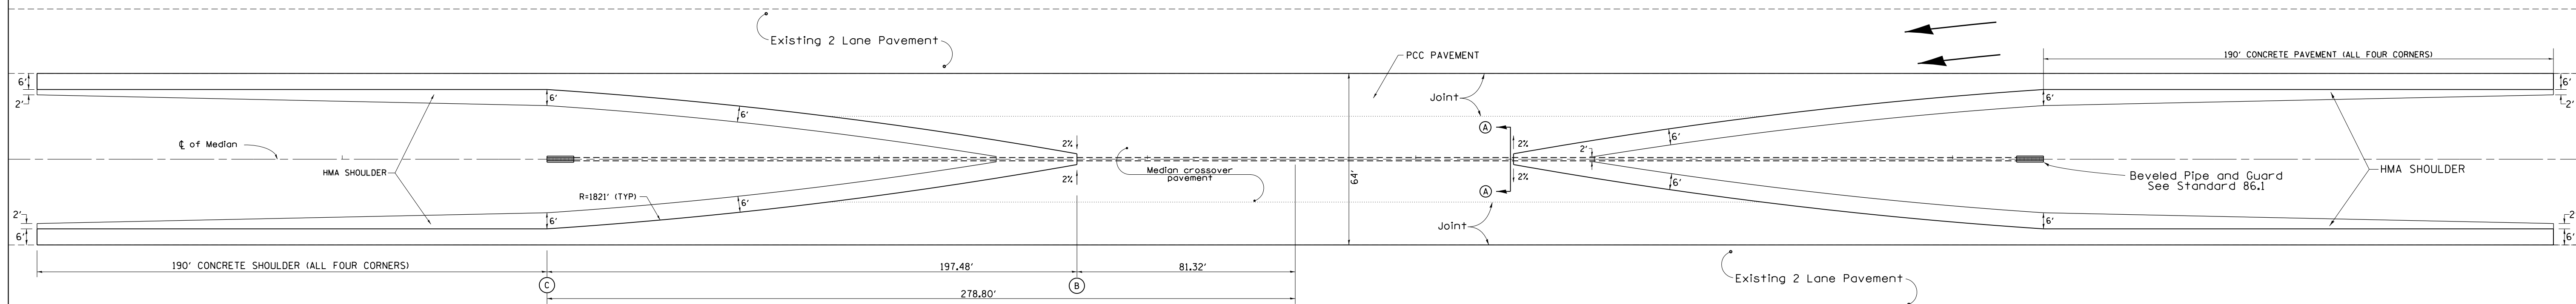 Existing 2 Lane Pavement
PCC PAVEMENT
190' CONCRETE PAVEMENT (ALL FOUR CORNERS)
6'
2'
6'
6'
Joint
6'
6'
6'
2'
℄ of Median
HMA SHOULDER
2%
2%
Median crossover
pavement
64'
A
A
2%
2%
2'
Beveled Pipe and Guard
See Standard 86.1
HMA SHOULDER
R=1821' (TYP)
2'
6'
6'
6'
Joint
6'
6'
2'
6'
190' CONCRETE SHOULDER (ALL FOUR CORNERS)
197.48'
81.32'
C
B
278.80'
Existing 2 Lane Pavement